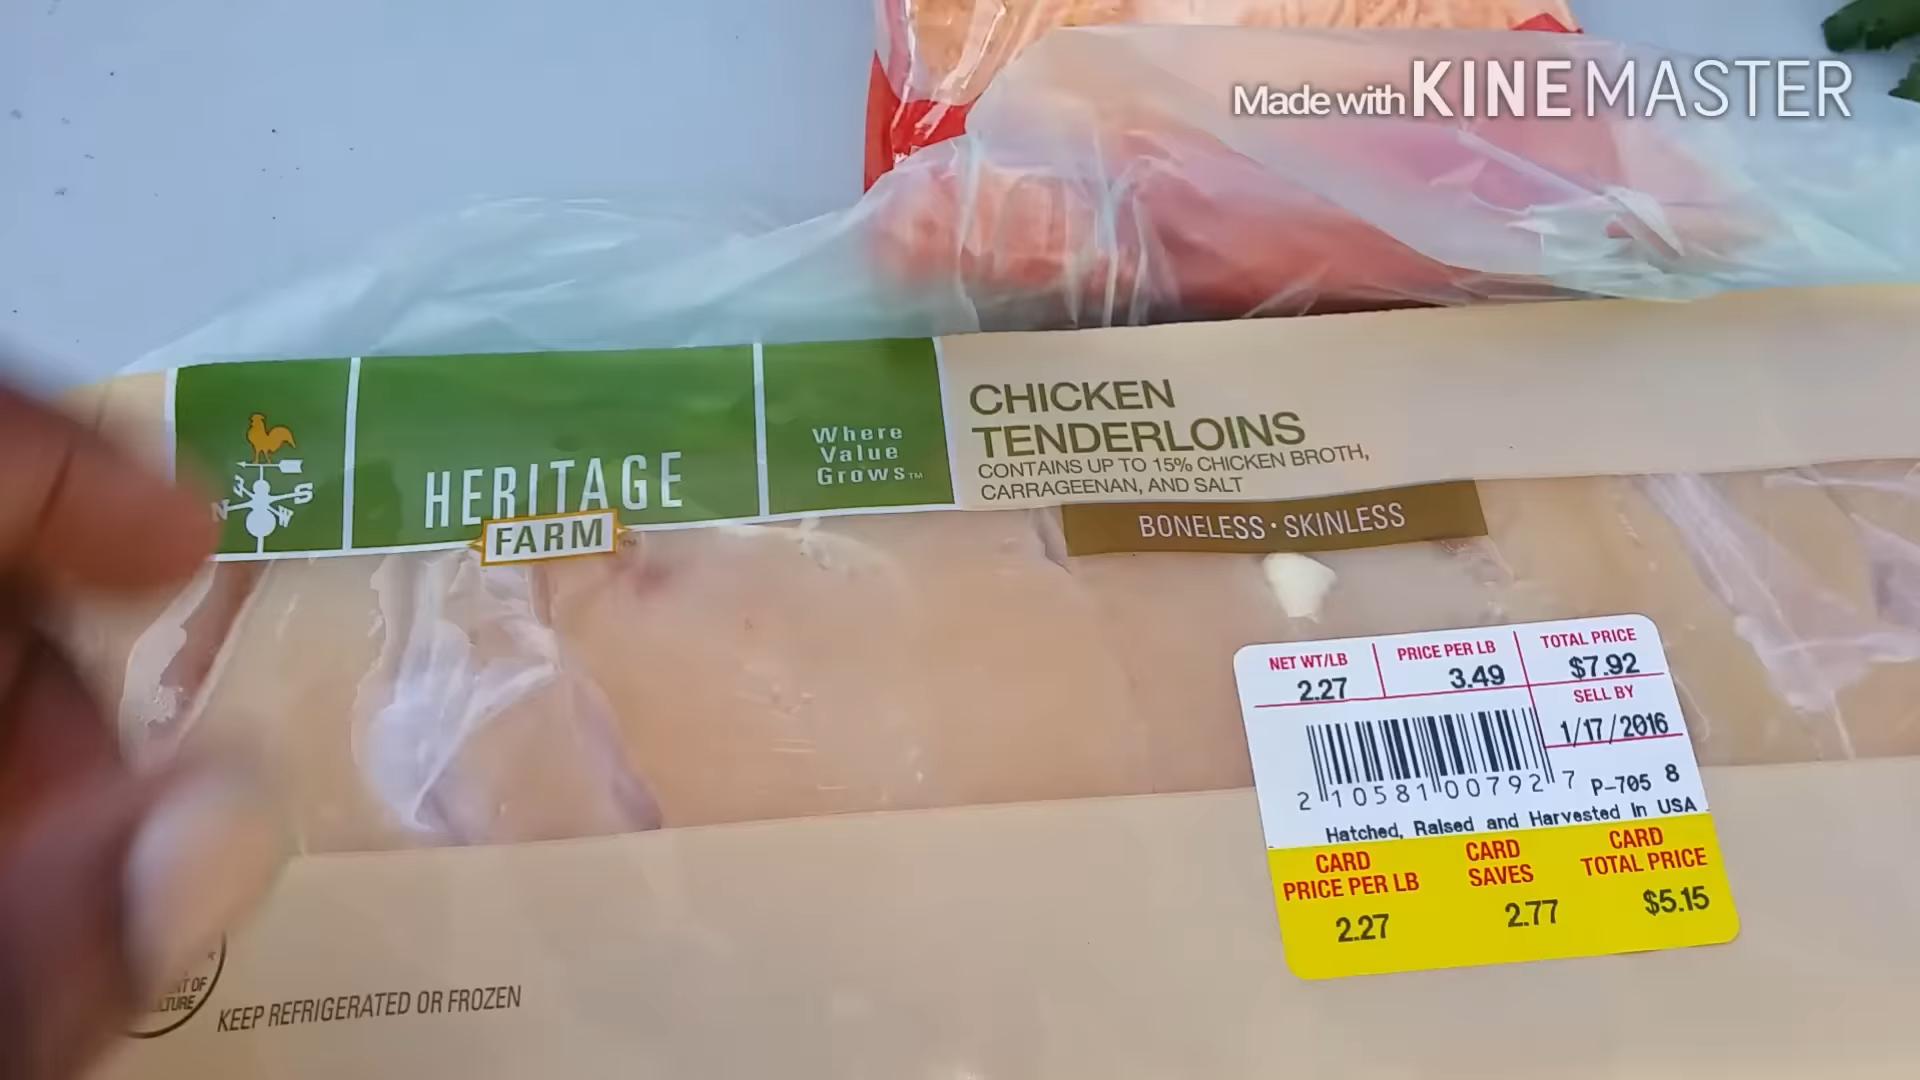 Made with KINEMASTER
HERITAGE
FARM
Where
Value
Grows™
CHICKEN
TENDERLOINS
CONTAINS UP TO 15% CHICKEN BROTH,
CARRAGEENAN, AND SALT
BONELESS • SKINLESS
N S W
NET WT/LB PRICE PER LB TOTAL PRICE
2.27 3.49 $7.92
SELL BY
1/17/2016
2 10581 00792 7 P-705 8
Hatched, Raised and Harvested in USA
CARD PRICE PER LB
CARD SAVES
CARD TOTAL PRICE
2.27 2.77 $5.15
KEEP REFRIGERATED OR FROZEN